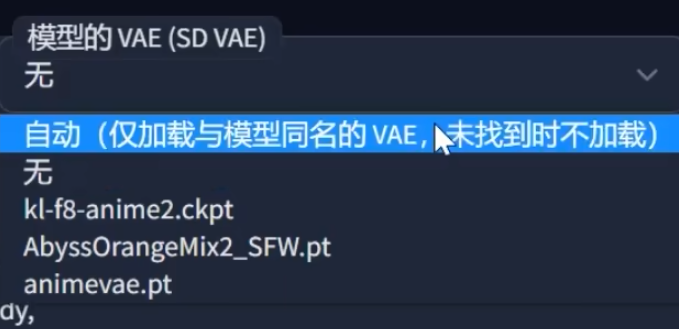 模型的 VAE (SD VAE)
无
自动（仅加载与模型同名的 VAE，未找到时不加载）
无
kl-f8-anime2.ckpt
AbyssOrangeMix2_SFW.pt
animevae.pt
dy,